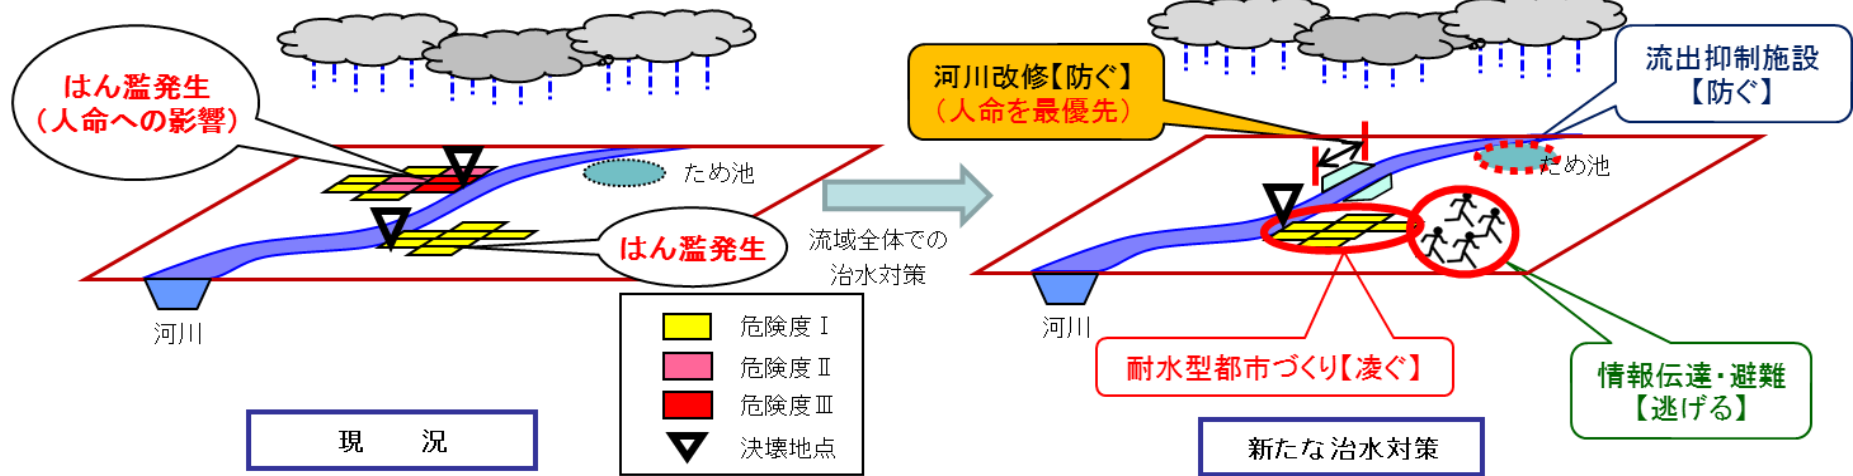 はん濫発生
（人命への影響）
ため池
はん濫発生
河川
現　況
流域全体での
治水対策
危険度Ⅰ
危険度Ⅱ
危険度Ⅲ
決壊地点
河川改修【防ぐ】
（人命を最優先）
流出抑制施設
【防ぐ】
ため池
河川
耐水型都市づくり【凌ぐ】
情報伝達・避難
【逃げる】
新たな治水対策